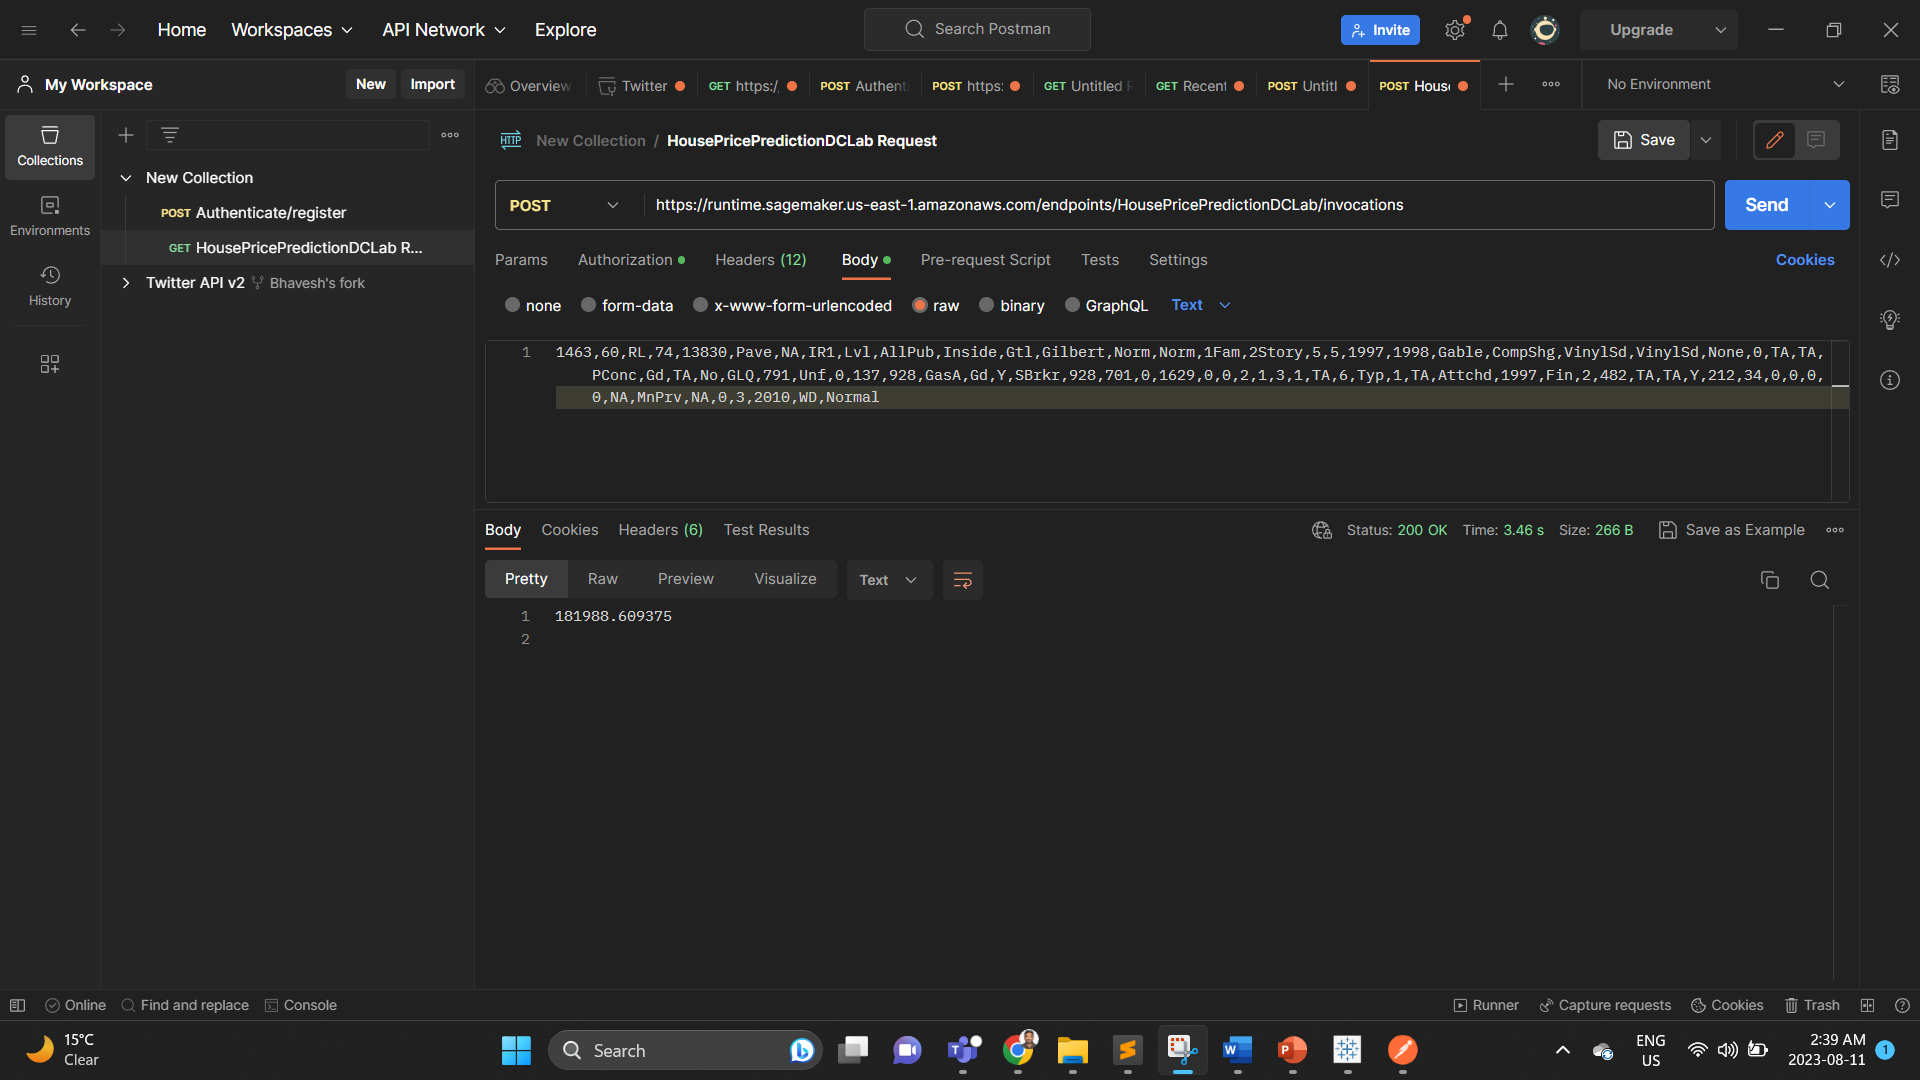 Home Workspaces API Network Explore Search Postman Invite Upgrade
My Workspace New Import Overview Twitter GET https:/ POST Authenti POST https: GET Untitled R GET Recent POST Untitl POST House No Environment
Collections
Environments
History
New Collection
POST Authenticate/register
GET HousePricePredictionDCLab R...
Twitter API v2 Bhavesh's fork
HTTP New Collection / HousePricePredictionDCLab Request Save
POST https://runtime.sagemaker.us-east-1.amazonaws.com/endpoints/HousePricePredictionDCLab/invocations Send
Params Authorization Headers (12) Body Pre-request Script Tests Settings Cookies
none form-data x-www-form-urlencoded raw binary GraphQL Text
1 1463,60,RL,74,13830,Pave,NA,IR1,Lvl,AllPub,Inside,Gtl,Gilbert,Norm,Norm,1Fam,2Story,5,5,1997,1998,Gable,CompShg,VinylSd,VinylSd,None,0,TA,TA,
PConc,Gd,TA,No,GLQ,791,Unf,0,137,928,GasA,Gd,Y,SBrkr,928,701,0,1629,0,0,2,1,3,1,TA,6,Typ,1,TA,Attchd,1997,Fin,2,482,TA,TA,Y,212,34,0,0,0,
0,NA,MnPrv,NA,0,3,2010,WD,Normal
Body Cookies Headers (6) Test Results Status: 200 OK Time: 3.46 s Size: 266 B Save as Example
Pretty Raw Preview Visualize Text
1 181988.609375
2
Online Find and replace Console Runner Capture requests Cookies Trash
15°C
Clear
Search
ENG
US
2:39 AM
2023-08-11
1